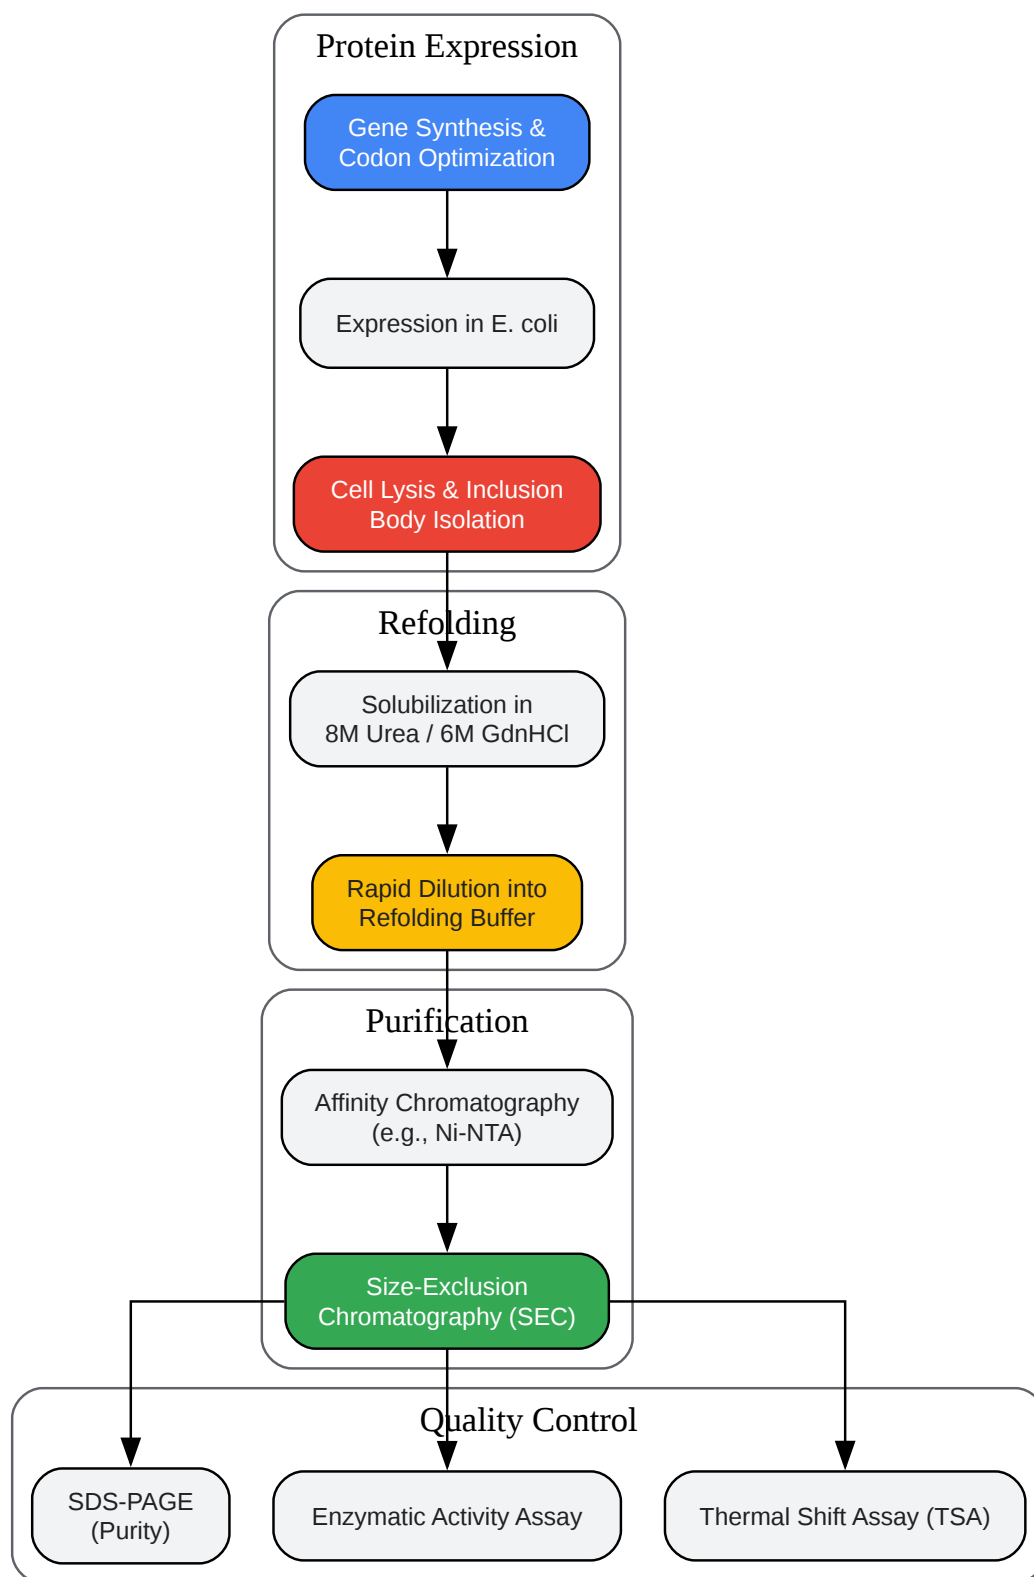 Protein Expression
Gene Synthesis &
Codon Optimization
Expression in E. coli
Cell Lysis & Inclusion
Body Isolation
Refolding
Solubilization in
8M Urea / 6M GdnHCl
Rapid Dilution into
Refolding Buffer
Purification
Affinity Chromatography
(e.g., Ni-NTA)
Size-Exclusion
Chromatography (SEC)
Quality Control
SDS-PAGE
(Purity)
Enzymatic Activity Assay
Thermal Shift Assay (TSA)